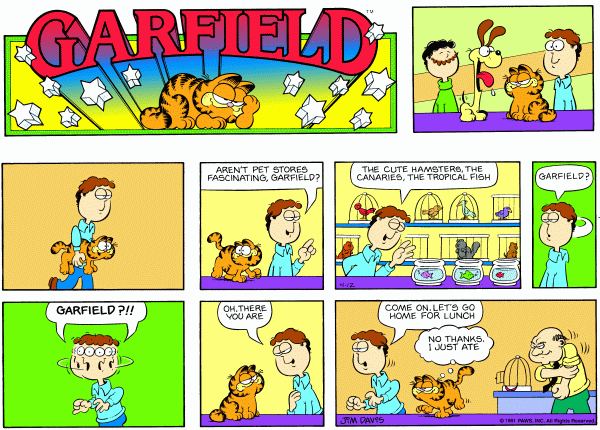 GARFIELD
TM
AREN'T PET STORES
FASCINATING, GARFIELD?
THE CUTE HAMSTERS, THE
CANARIES, THE TROPICAL FISH
4-12
GARFIELD?
GARFIELD?!!
OH, THERE
YOU ARE
COME ON. LET'S GO
HOME FOR LUNCH
NO THANKS.
I JUST ATE
JIM DAVIS
© 1981 PAWS, INC. All Rights Reserved.